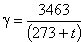 γ = 3463 / (273 + t)